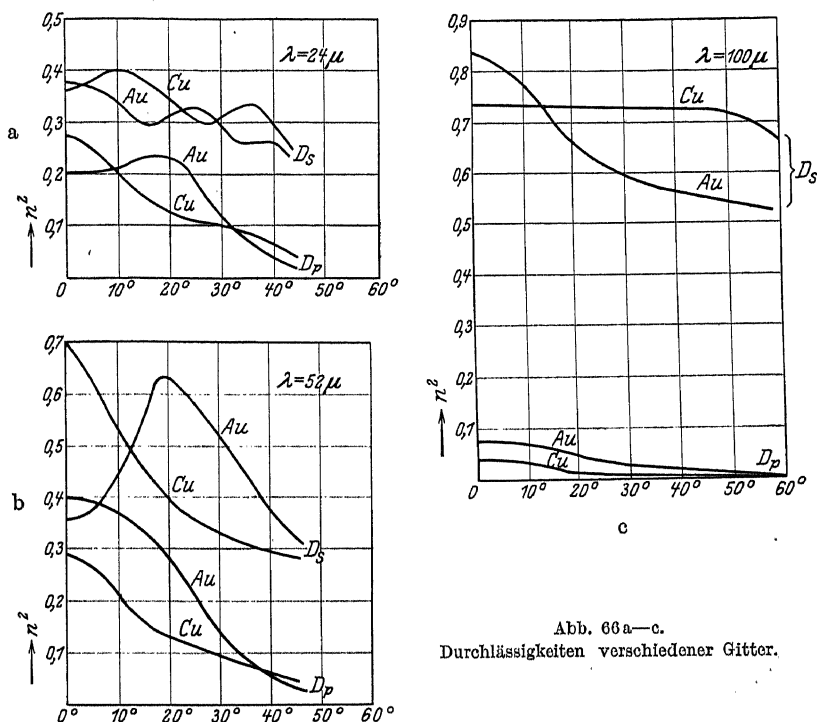 a
0,5
0,4
0,3
0,2
0,1
→ n²
λ=24μ
Cu
Au
D_s
Au
Cu
D_p
0 10° 20° 30° 40° 50° 60°
b
0,7
0,6
0,5
0,4
0,3
0,2
0,1
→ n²
λ=52μ
Au
Cu
D_s
Au
Cu
D_p
0° 10° 20° 30° 40° 50° 60°
0,9
0,8
0,7
0,6
0,5
0,4
0,3
0,2
0,1
→ n²
λ=100μ
Cu
Au
} D_s
Au
Cu
D_p
0 10° 20° 30° 40° 50° 60°
c
Abb. 66a—c.
Durchlässigkeiten verschiedener Gitter.